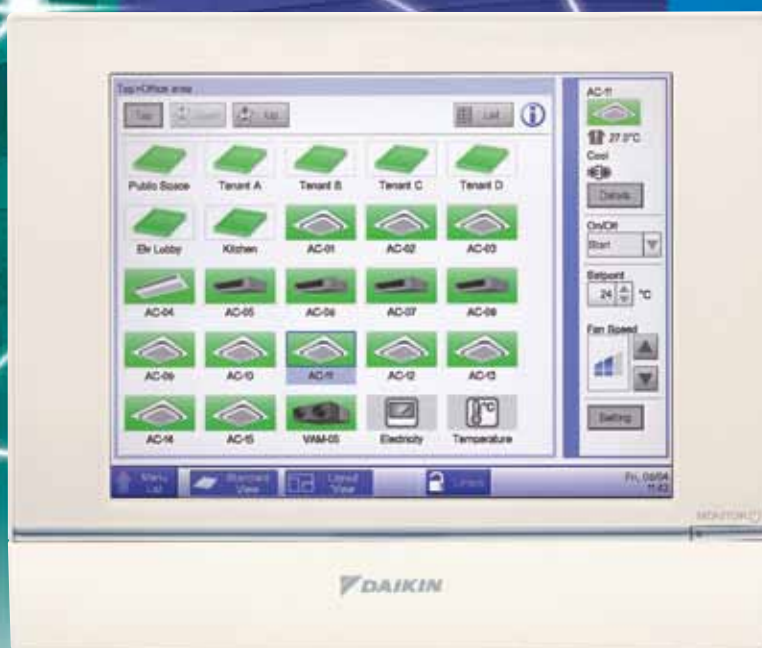 Top>Office area
Top Down Up List
Public Space Tenant A Tenant B Tenant C Tenant D
Elv Lobby Kitchen AC-01 AC-02 AC-03
AC-04 AC-05 AC-06 AC-07 AC-08
AC-09 AC-10 AC-11 AC-12 AC-13
AC-14 AC-15 VAM-05 Electricity Temperature
AC-11
27.0°C
Cool
Details
On/Off
Start
Setpoint
24 °C
Fan Speed
Setting
Menu List
Standard View
Layout View
Unlock
11:43
MONITOR
DAIKIN